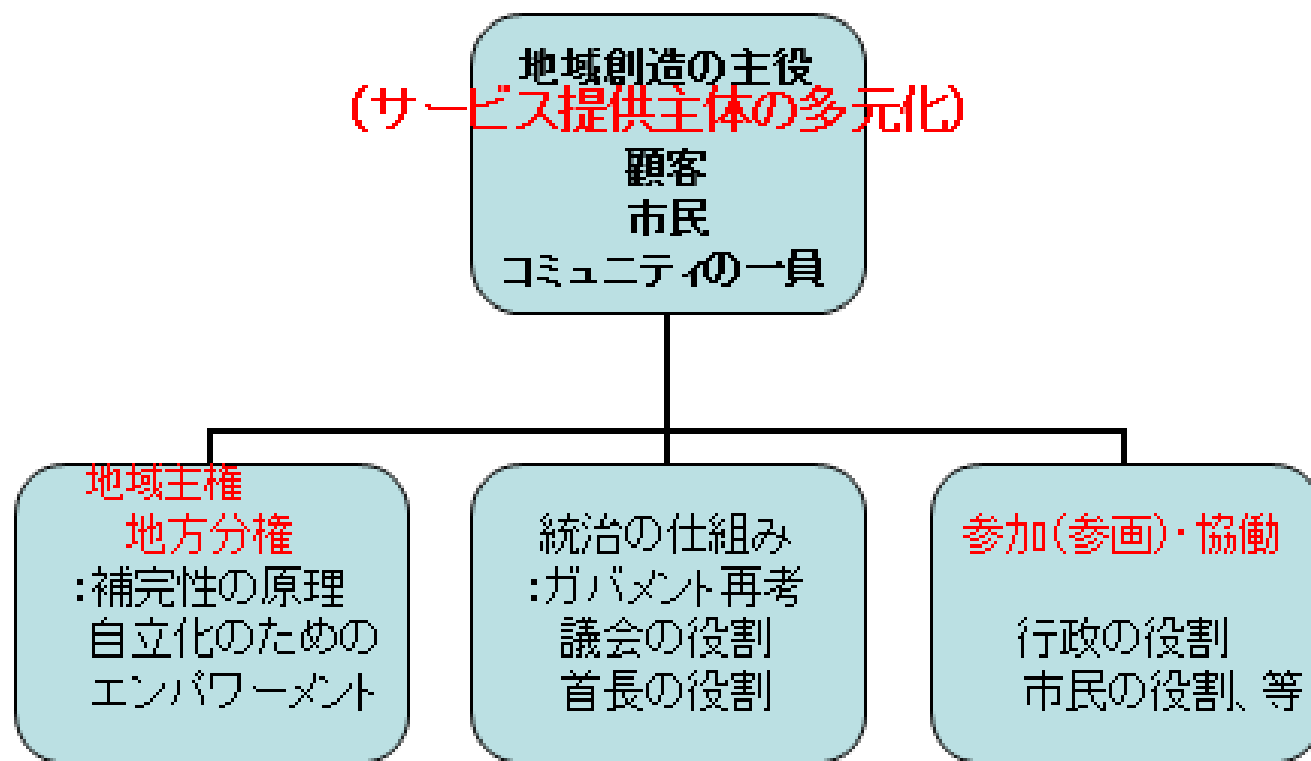 地域創造の主役
(サービス提供主体の多元化)
顧客
市民
コミュニティの一員
地域主権
地方分権
:補完性の原理
自立化のための
エンパワーメント
統治の仕組み
:ガバメント再考
議会の役割
首長の役割
参加(参画)・協働
行政の役割
市民の役割、等